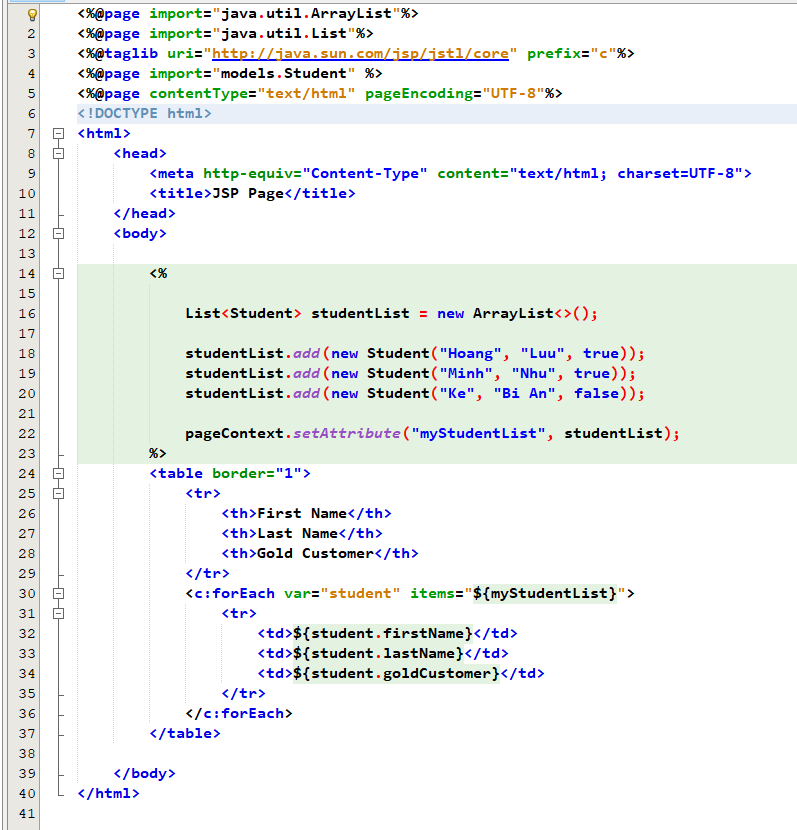 <%@page import="java.util.ArrayList"%>
2 <%@page import="java.util.List"%>
3 <%@taglib uri="http://java.sun.com/jsp/jstl/core" prefix="c"%>
4 <%@page import="models.Student" %>
5 <%@page contentType="text/html" pageEncoding="UTF-8"%>
6 <!DOCTYPE html>
7 <html>
8 <head>
9 <meta http-equiv="Content-Type" content="text/html; charset=UTF-8">
10 <title>JSP Page</title>
11 </head>
12 <body>
13
14 <%
15
16 List<Student> studentList = new ArrayList<>();
17
18 studentList.add(new Student("Hoang", "Luu", true));
19 studentList.add(new Student("Minh", "Nhu", true));
20 studentList.add(new Student("Ke", "Bi An", false));
21
22 pageContext.setAttribute("myStudentList", studentList);
23 %>
24 <table border="1">
25 <tr>
26 <th>First Name</th>
27 <th>Last Name</th>
28 <th>Gold Customer</th>
29 </tr>
30 <c:forEach var="student" items="${myStudentList}">
31 <tr>
32 <td>${student.firstName}</td>
33 <td>${student.lastName}</td>
34 <td>${student.goldCustomer}</td>
35 </tr>
36 </c:forEach>
37 </table>
38
39 </body>
40 </html>
41